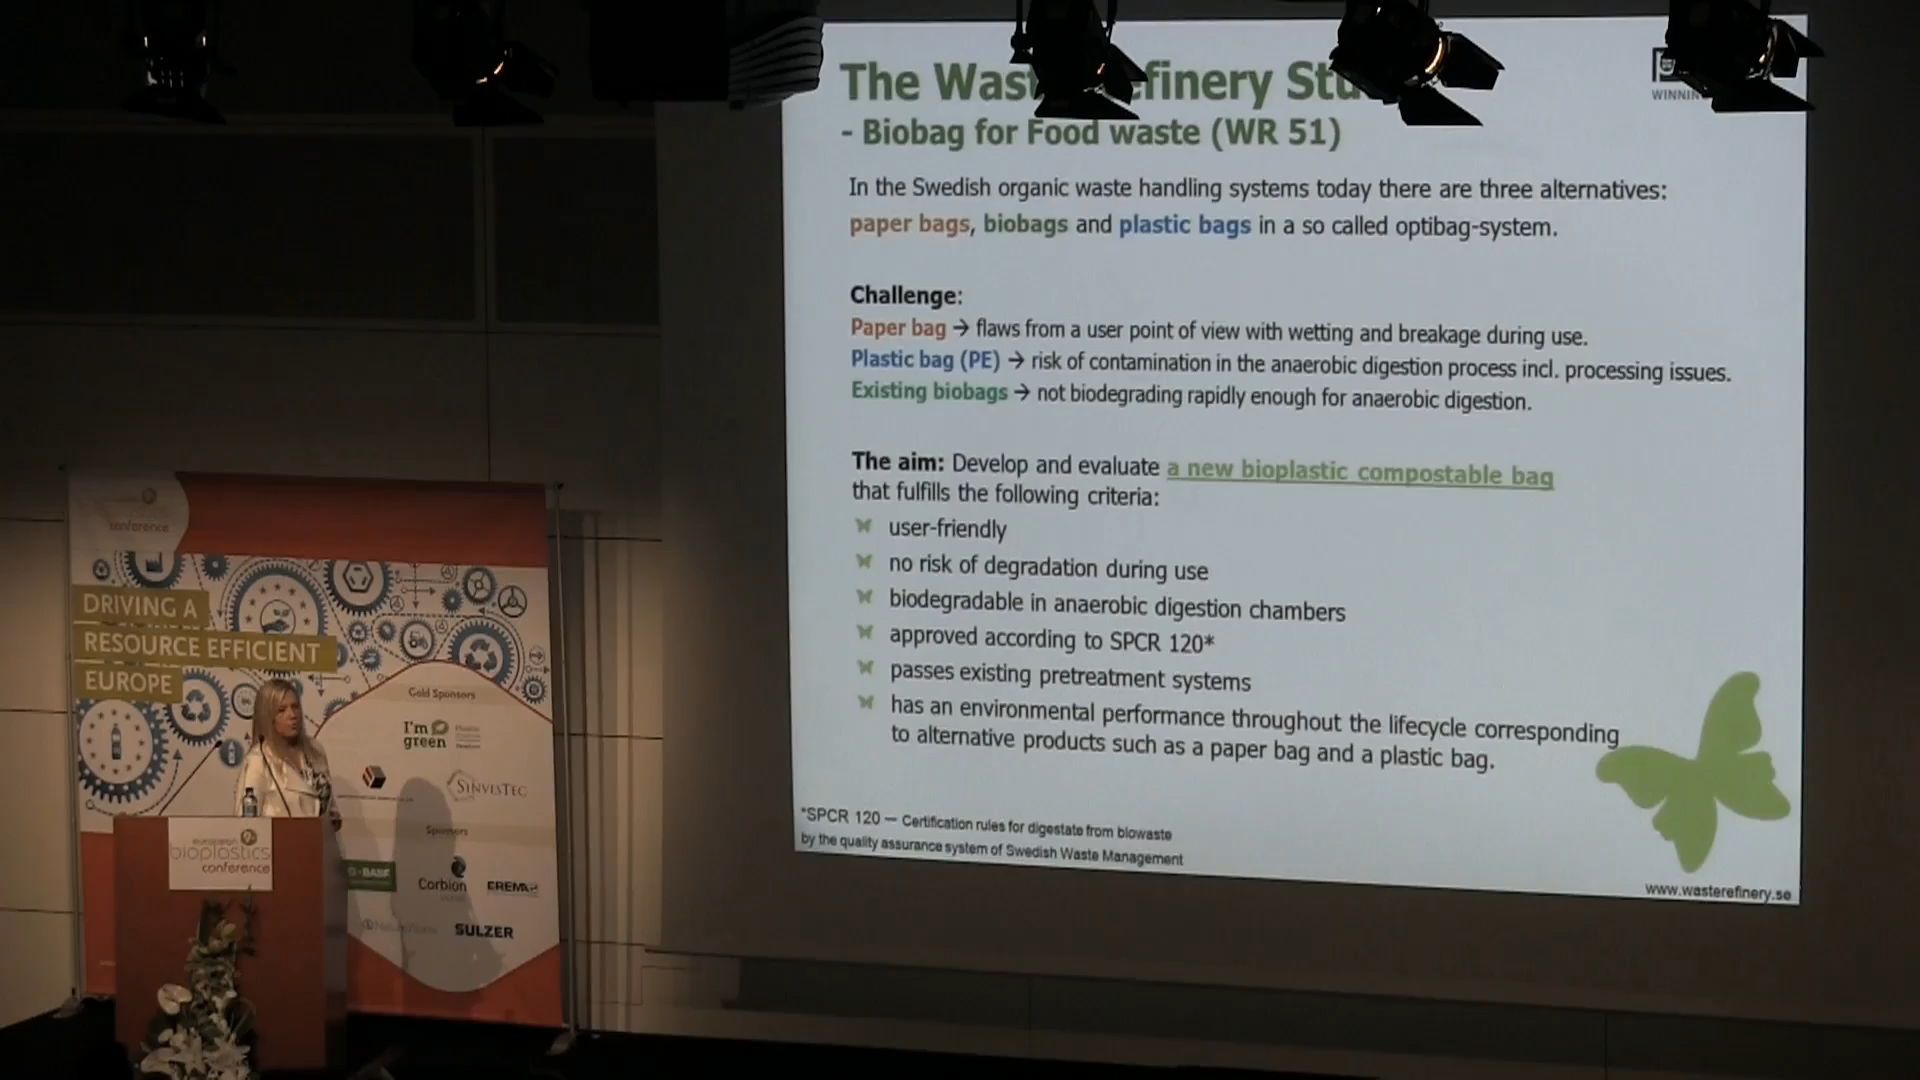 The Was efinery Stu
- Biobag for Food waste (WR 51)
WINNIN
In the Swedish organic waste handling systems today there are three alternatives:
paper bags, biobags and plastic bags in a so called optibag-system.
Challenge:
Paper bag → flaws from a user point of view with wetting and breakage during use.
Plastic bag (PE) → risk of contamination in the anaerobic digestion process incl. processing issues.
Existing biobags → not biodegrading rapidly enough for anaerobic digestion.
The aim: Develop and evaluate a new bioplastic compostable bag
that fulfills the following criteria:
user-friendly
no risk of degradation during use
biodegradable in anaerobic digestion chambers
approved according to SPCR 120*
passes existing pretreatment systems
has an environmental performance throughout the lifecycle corresponding
to alternative products such as a paper bag and a plastic bag.
*SPCR 120 — Certification rules for digestate from biowaste
by the quality assurance system of Swedish Waste Management
www.wasterefinery.se
conference
DRIVING A
RESOURCE EFFICIENT
EUROPE
Gold Sponsors
I'm
green
SINVESTEC
Sponsors
BASF
Corbion
EREMA
SULZER
european
bioplastics
conference